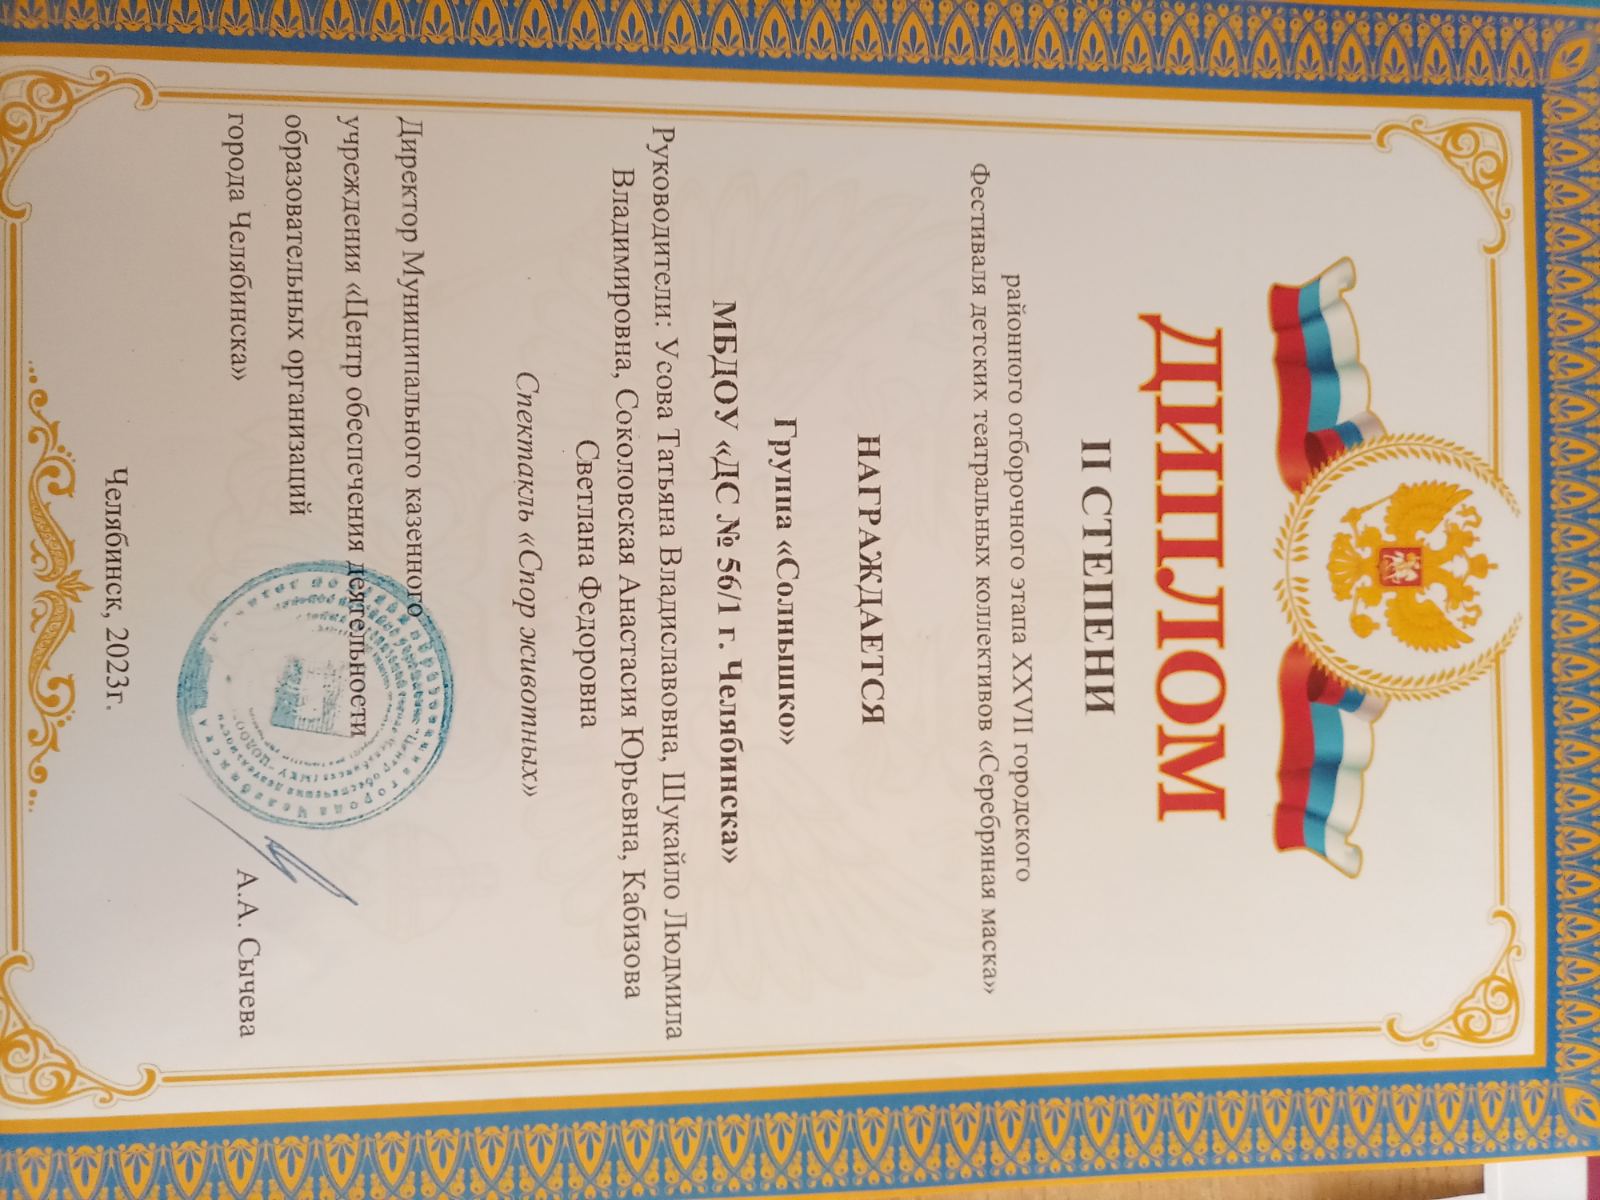 ДИПЛОМ
II СТЕПЕНИ
районного отборочного этапа XXVII городского
Фестиваля детских театральных коллективов «Серебряная маска»
НАГРАЖДАЕТСЯ
Группа «Солнышко»
МБДОУ «ДС № 56/1 г. Челябинска»
Руководители: Усова Татьяна Владиславовна, Шукайло Людмила
Владимировна, Соколовская Анастасия Юрьевна, Кабизова
Светлана Федоровна
Спектакль «Спор животных»
Директор Муниципального казенного
учреждения «Центр обеспечения деятельности
образовательных организаций
города Челябинска»
А.А. Сычева
Челябинск, 2023г.